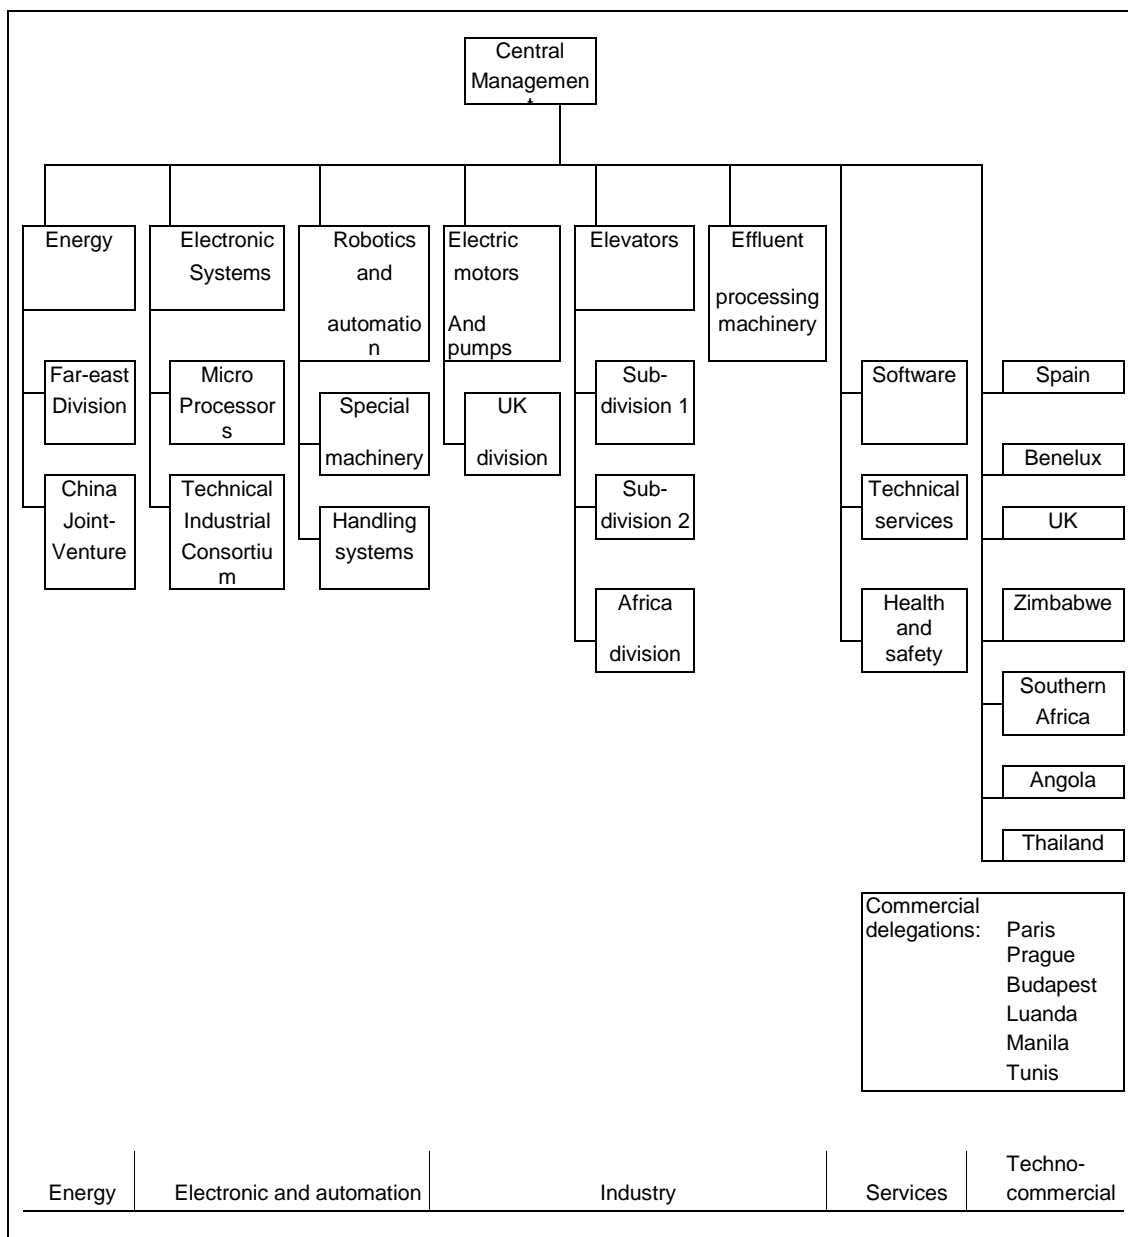 Central
Managemen
t
Energy
Electronic
Systems
Robotics
and
automatio
n
Electric
motors
And
pumps
Elevators
Effluent
processing
machinery
Far-east
Division
China
Joint-
Venture
Micro
Processor
s
Technical
Industrial
Consortiu
m
Special
machinery
Handling
systems
UK
division
Sub-
division 1
Sub-
division 2
Africa
division
Software
Technical
services
Health
and
safety
Spain
Benelux
UK
Zimbabwe
Southern
Africa
Angola
Thailand
Commercial
delegations: Paris
Prague
Budapest
Luanda
Manila
Tunis
Energy
Electronic and automation
Industry
Services
Techno-
commercial